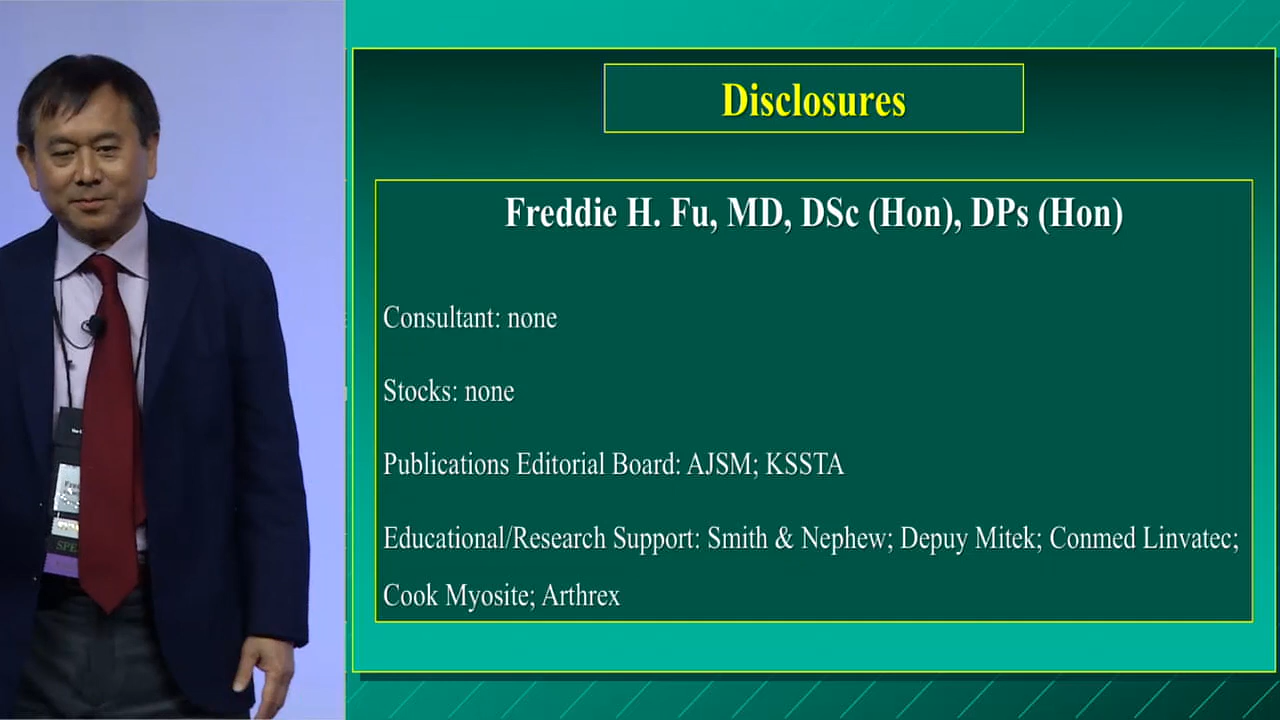 Disclosures
Freddie H. Fu, MD, DSc (Hon), DPs (Hon)
Consultant: none
Stocks: none
Publications Editorial Board: AJSM; KSSTA
Educational/Research Support: Smith & Nephew; Depuy Mitek; Conmed Linvatec;
Cook Myosite; Arthrex